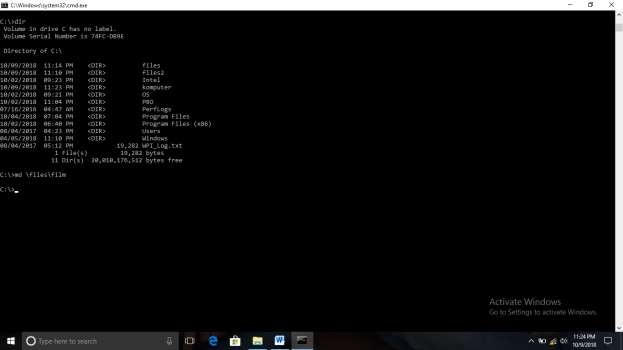 C:\Windows\system32\cmd.exe
C:\>dir
Volume in drive C has no label.
Volume Serial Number is 74FC-DB9E
Directory of C:\
10/09/2018 11:14 PM <DIR> files
10/09/2018 11:10 PM <DIR> files2
10/02/2018 09:23 PM <DIR> Intel
10/09/2018 11:23 PM <DIR> komputer
10/02/2018 09:21 PM <DIR> OS
10/02/2018 11:04 PM <DIR> PBO
07/16/2016 04:47 AM <DIR> PerfLogs
10/04/2018 07:04 PM <DIR> Program Files
10/02/2018 06:40 PM <DIR> Program Files (x86)
08/04/2017 04:23 PM <DIR> Users
04/05/2018 11:10 PM <DIR> Windows
08/04/2017 05:12 PM 19,282 WPI_Log.txt
1 File(s) 19,282 bytes
11 Dir(s) 20,010,176,512 bytes free
C:\>md \files\film
C:\>_
Activate Windows
Go to Settings to activate Windows.
Type here to search
11:24 PM
10/9/2018